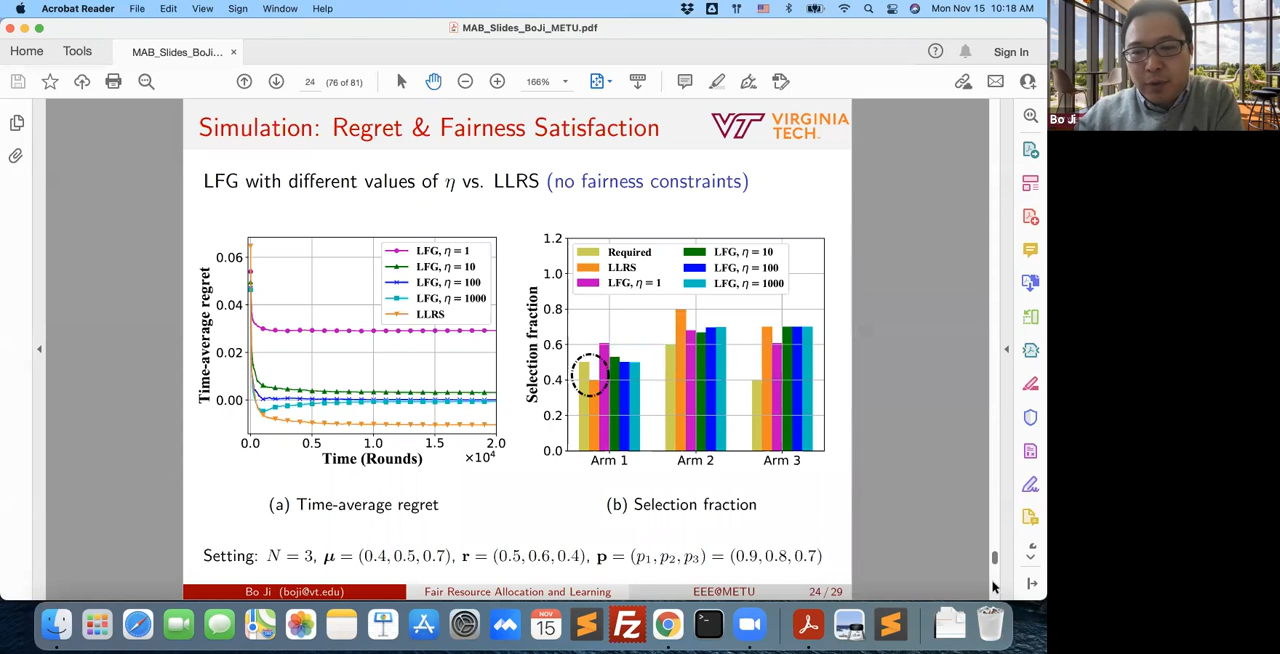 Acrobat Reader File Edit View Sign Window Help Mon Nov 15 10:18 AM
MAB_Slides_BoJi_METU.pdf
Home Tools MAB_Slides_BoJi... × Sign In
24 (76 of 81) 166%
Simulation: Regret & Fairness Satisfaction
VT VIRGINIA TECH.
LFG with different values of η vs. LLRS (no fairness constraints)
Time-average regret
0.06
0.04
0.02
0.00
LFG, η = 1
LFG, η = 10
LFG, η = 100
LFG, η = 1000
LLRS
0.0 0.5 1.0 1.5 2.0
Time (Rounds) ×10⁴
(a) Time-average regret
Selection fraction
1.2
1.0
0.8
0.6
0.4
0.2
0.0
Required
LLRS
LFG, η = 1
LFG, η = 10
LFG, η = 100
LFG, η = 1000
Arm 1 Arm 2 Arm 3
(b) Selection fraction
Setting: N = 3, μ = (0.4, 0.5, 0.7), r = (0.5, 0.6, 0.4), p = (p₁, p₂, p₃) = (0.9, 0.8, 0.7)
Bo Ji (boji@vt.edu) Fair Resource Allocation and Learning EEE@METU 24 / 29
Bo Ji
NOV
15
Fz